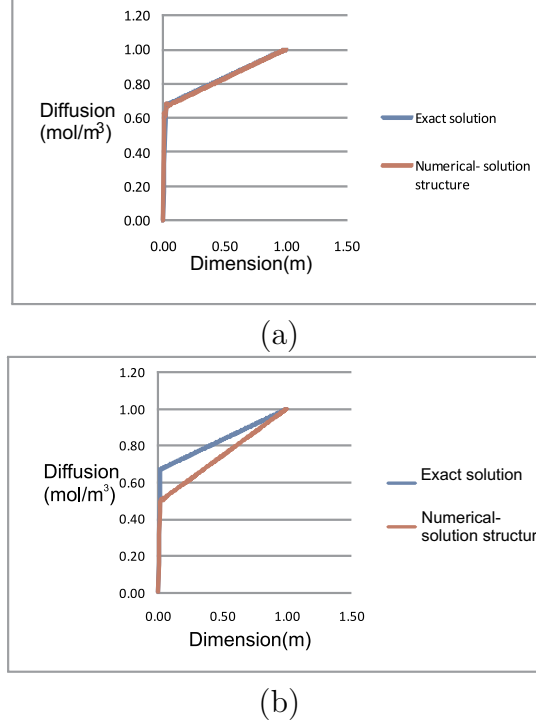 1.20
1.00
0.80
0.60
0.40
0.20
0.00
Diffusion
(mol/m³)
0.00 0.50 1.00 1.50
Dimension(m)
Exact solution
Numerical- solution
structure
(a)
1.20
1.00
0.80
0.60
0.40
0.20
0.00
Diffusion
(mol/m³)
0.00 0.50 1.00 1.50
Dimension(m)
Exact solution
Numerical-
solution structur
(b)